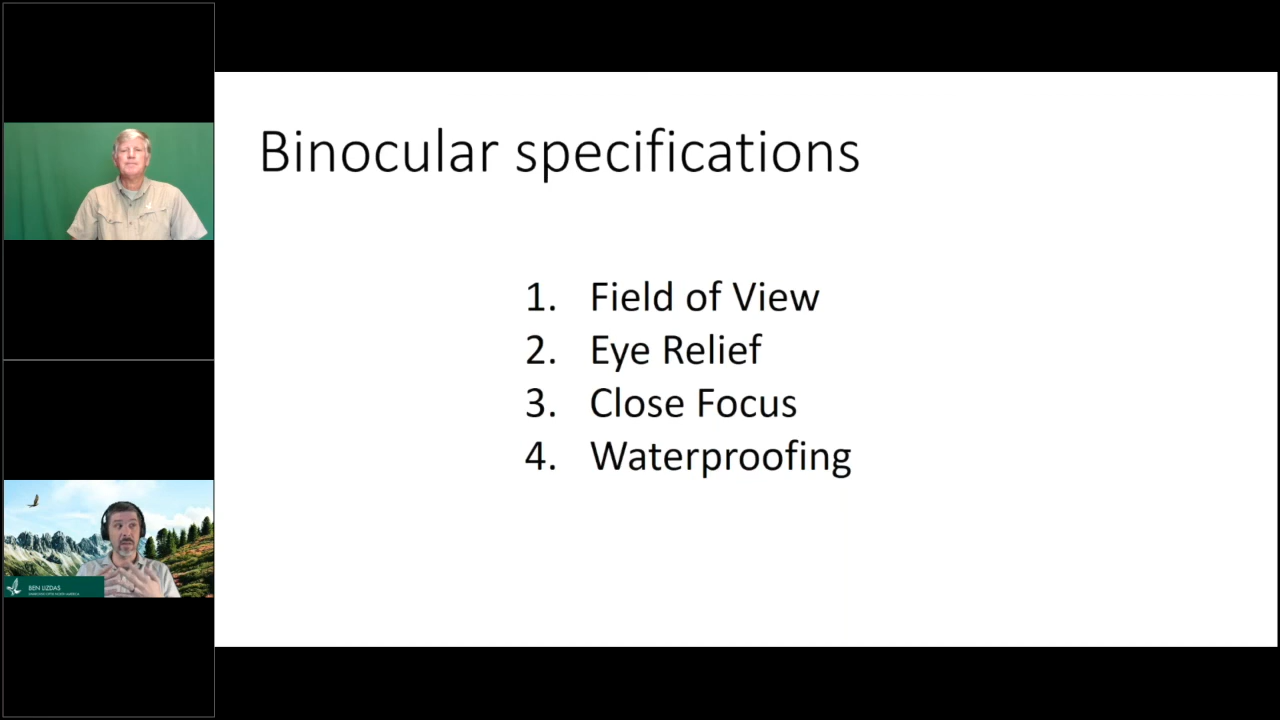 Binocular specifications
1. Field of View
2. Eye Relief
3. Close Focus
4. Waterproofing
BEN LIZDAS